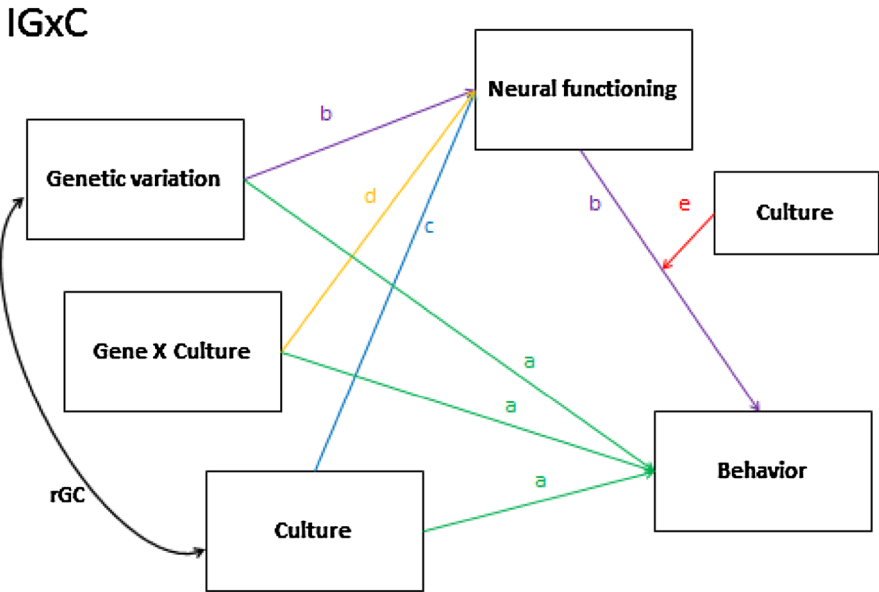 IGxC
Neural functioning
b
Genetic variation
Culture
b
e
d
c
Gene X Culture
a
a
Behavior
a
rGC
Culture